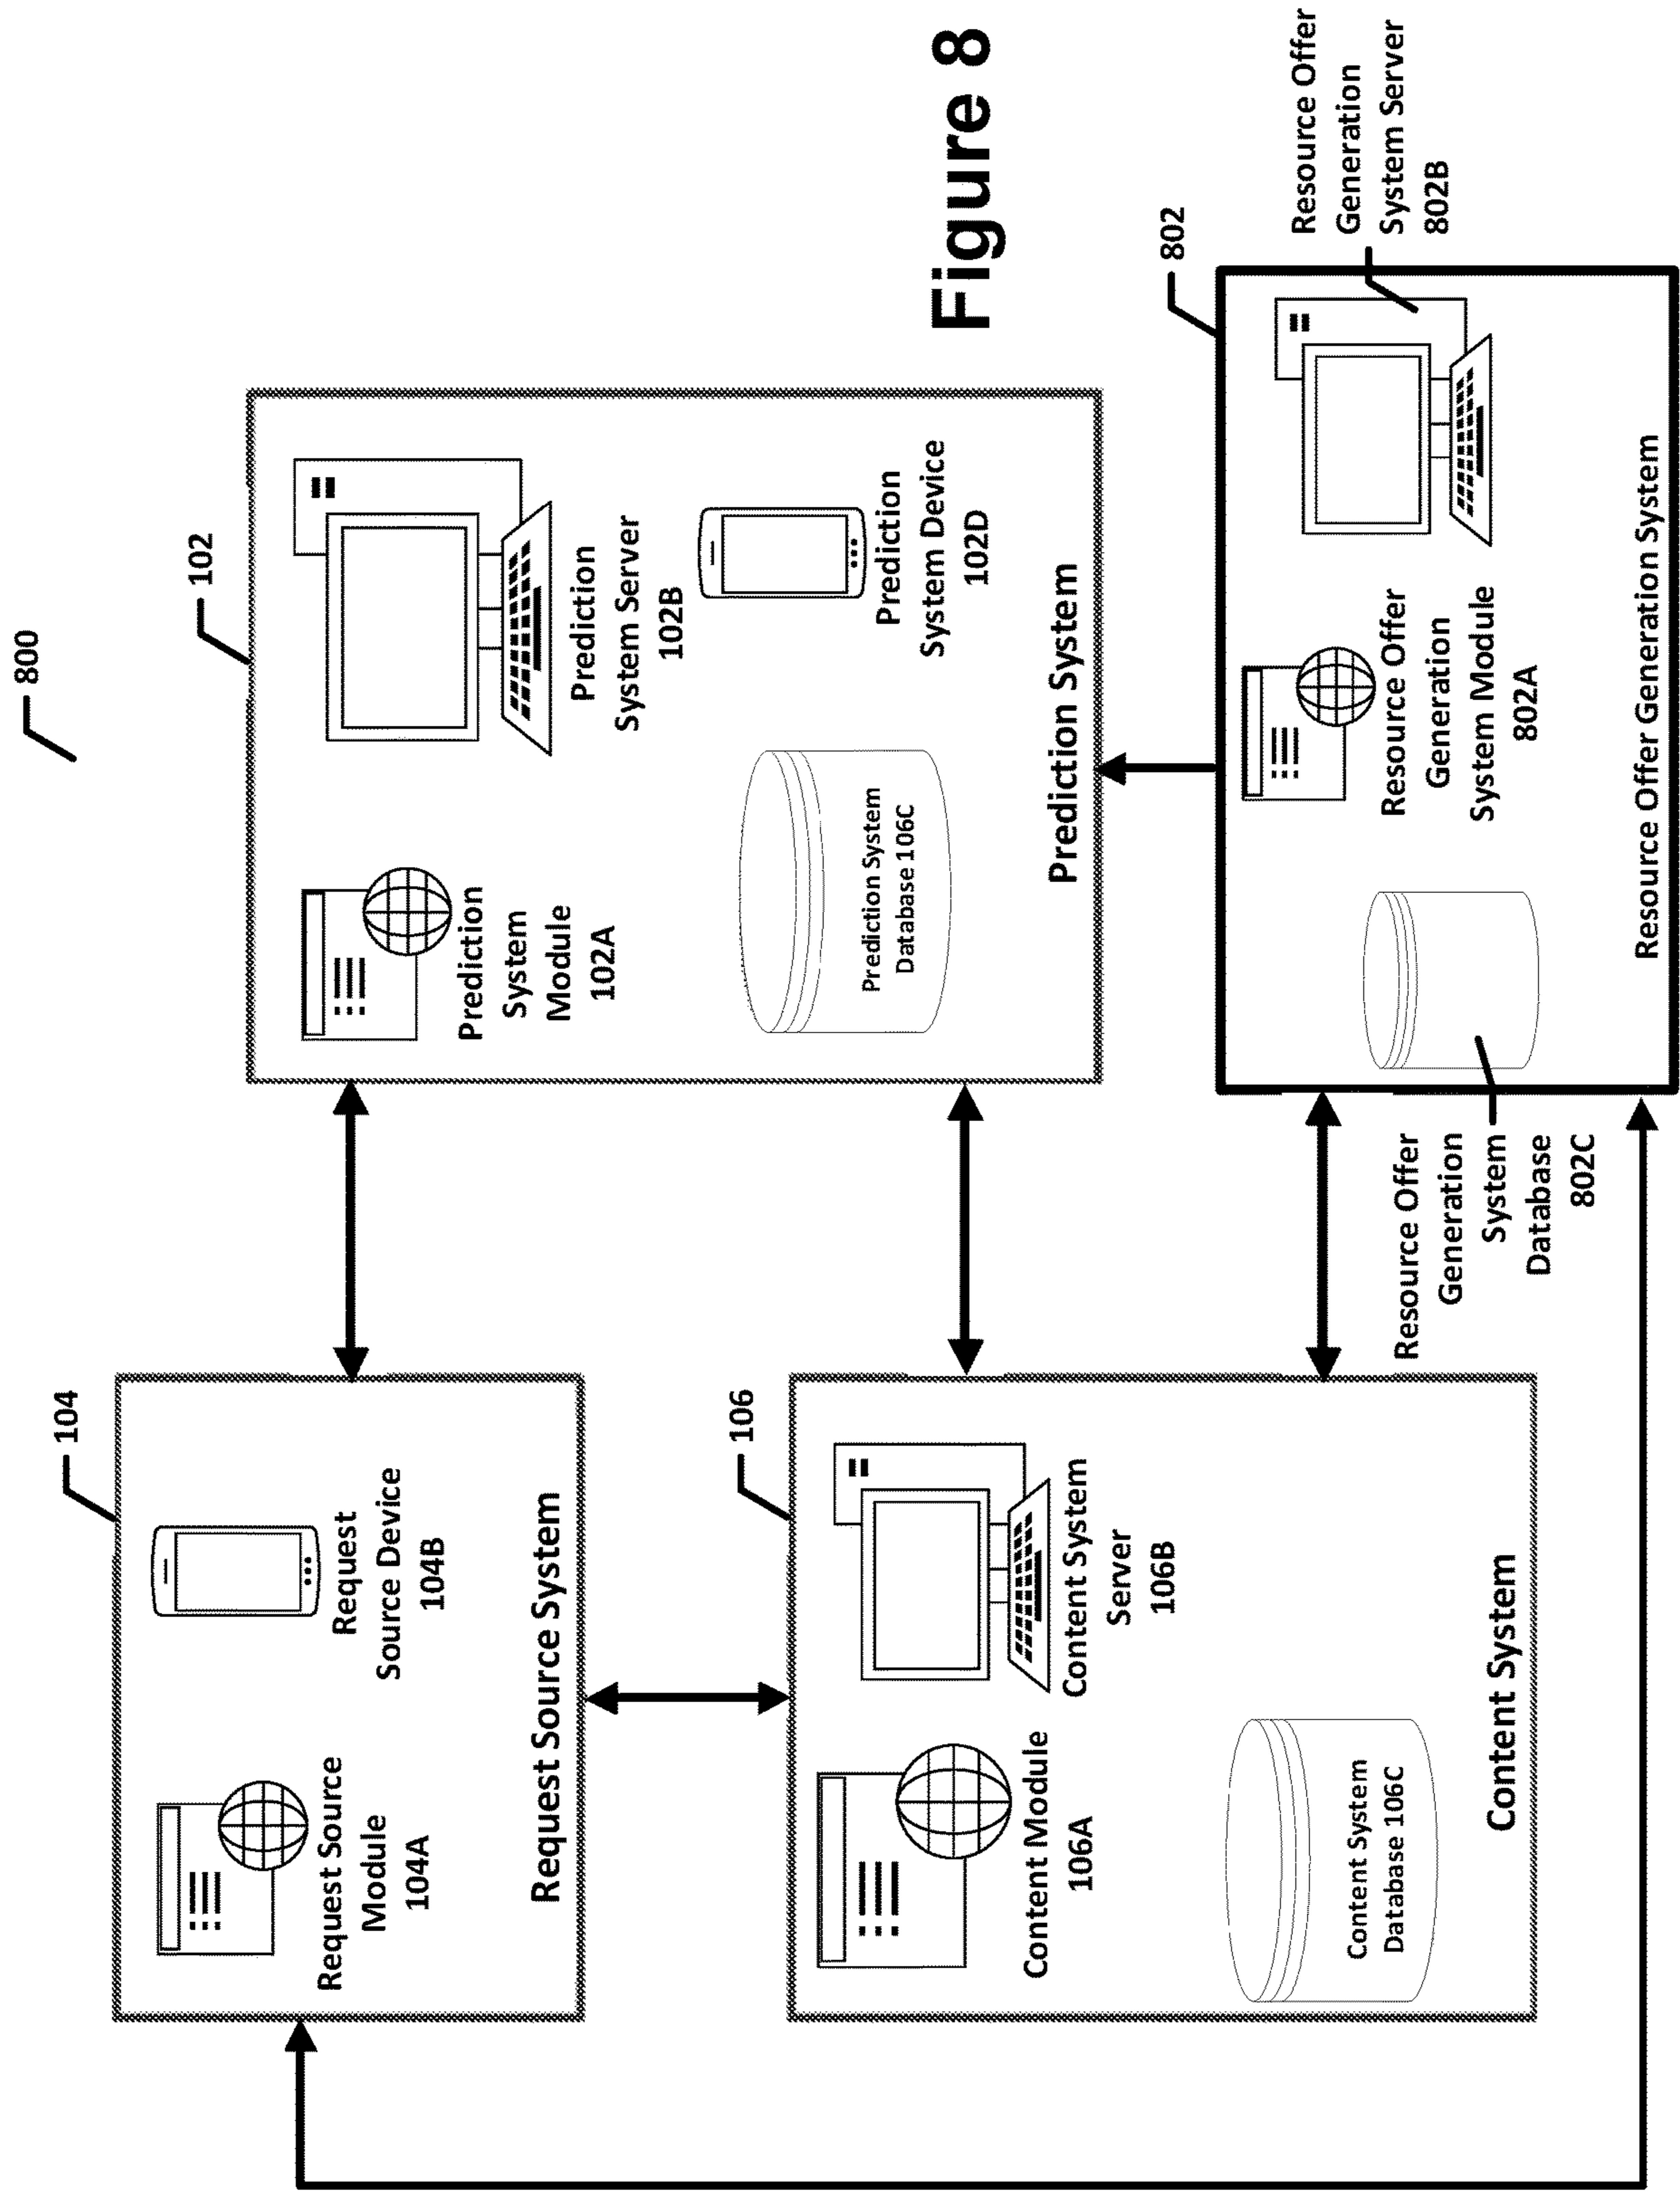 800
104
Request Source
Module
104A
Request
Source Device
104B
Request Source System
102
Prediction
System
Module
102A
Prediction
System Server
102B
Prediction System
Database 106C
Prediction
System Device
102D
Prediction System
106
Content Module
106A
Content System
Server
106B
Content System
Database 106C
Content System
802
Resource Offer
Generation
System Database
802C
Resource Offer
Generation
System Module
802A
Resource Offer
Generation
System Server
802B
Resource Offer Generation System
Figure 8